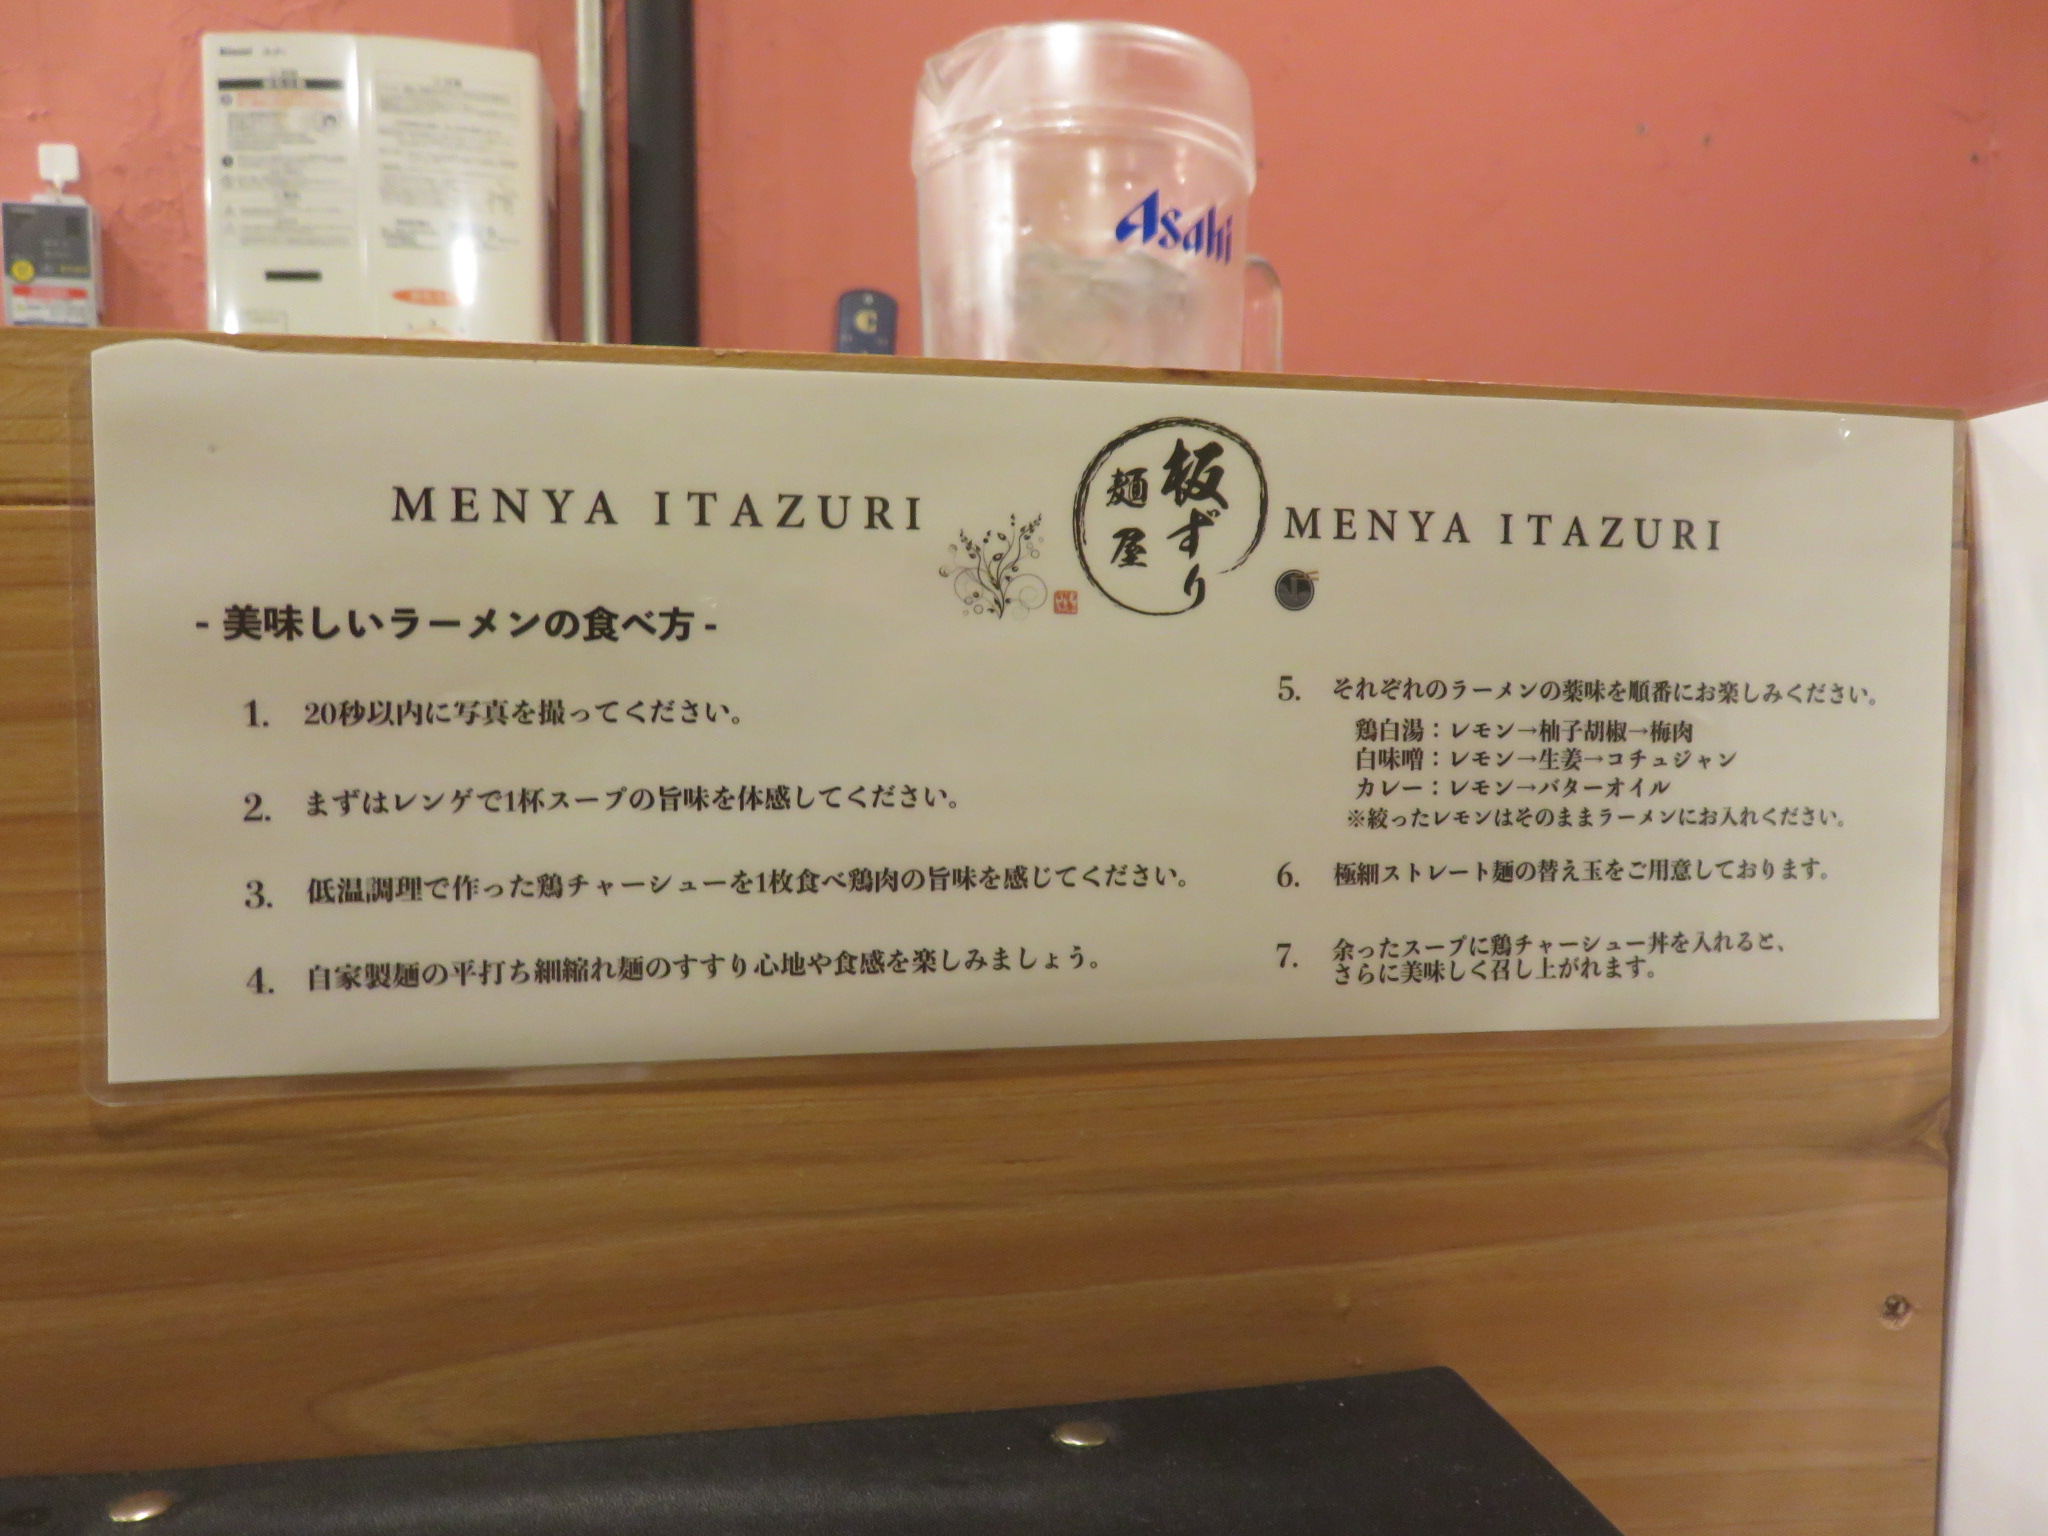 Asahi
MENYA ITAZURI
麺屋
板ずり
MENYA ITAZURI
- 美味しいラーメンの食べ方 -
1. 20秒以内に写真を撮ってください。
2. まずはレンゲで1杯スープの旨味を体感してください。
3. 低温調理で作った鶏チャーシューを1枚食べ鶏肉の旨味を感じてください。
4. 自家製麺の平打ち細縮れ麺のすすり心地や食感を楽しみましょう。
5. それぞれのラーメンの薬味を順番にお楽しみください。
鶏白湯：レモン→柚子胡椒→梅肉
白味噌：レモン→生姜→コチュジャン
カレー：レモン→バターオイル
※絞ったレモンはそのままラーメンにお入れください。
6. 極細ストレート麺の替え玉をご用意しております。
7. 余ったスープに鶏チャーシュー丼を入れると、
さらに美味しく召し上がれます。